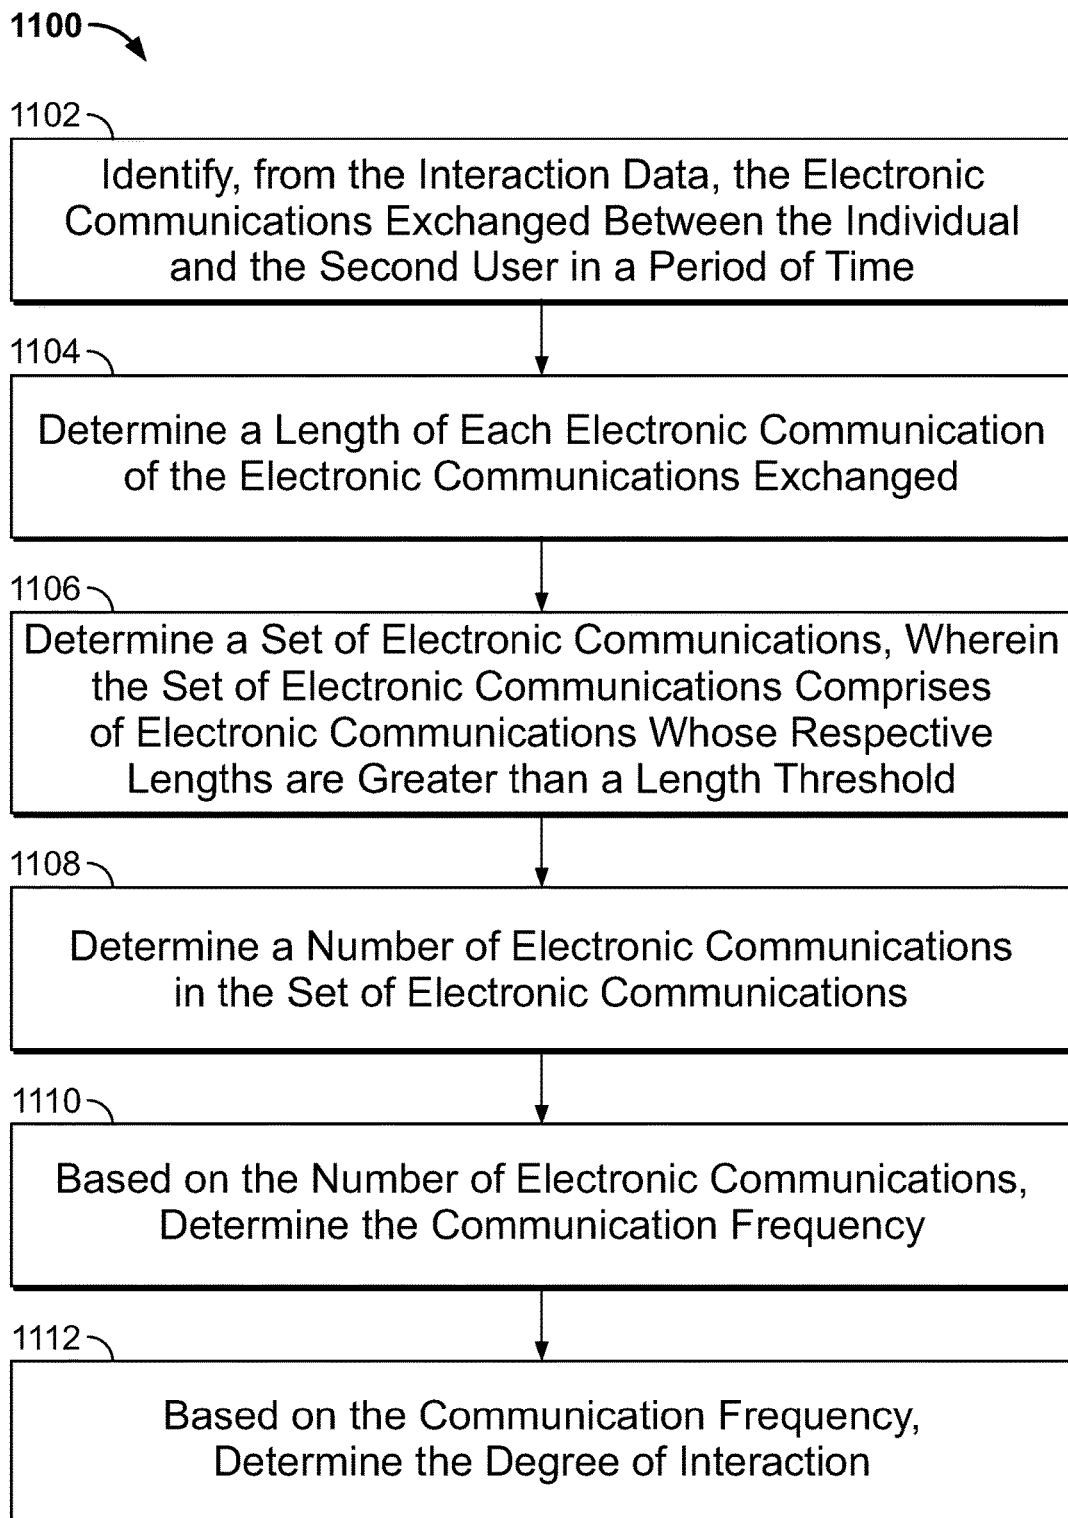 1100
1102
Identify, from the Interaction Data, the Electronic
Communications Exchanged Between the Individual
and the Second User in a Period of Time
1104
Determine a Length of Each Electronic Communication
of the Electronic Communications Exchanged
1106
Determine a Set of Electronic Communications, Wherein
the Set of Electronic Communications Comprises
of Electronic Communications Whose Respective
Lengths are Greater than a Length Threshold
1108
Determine a Number of Electronic Communications
in the Set of Electronic Communications
1110
Based on the Number of Electronic Communications,
Determine the Communication Frequency
1112
Based on the Communication Frequency,
Determine the Degree of Interaction